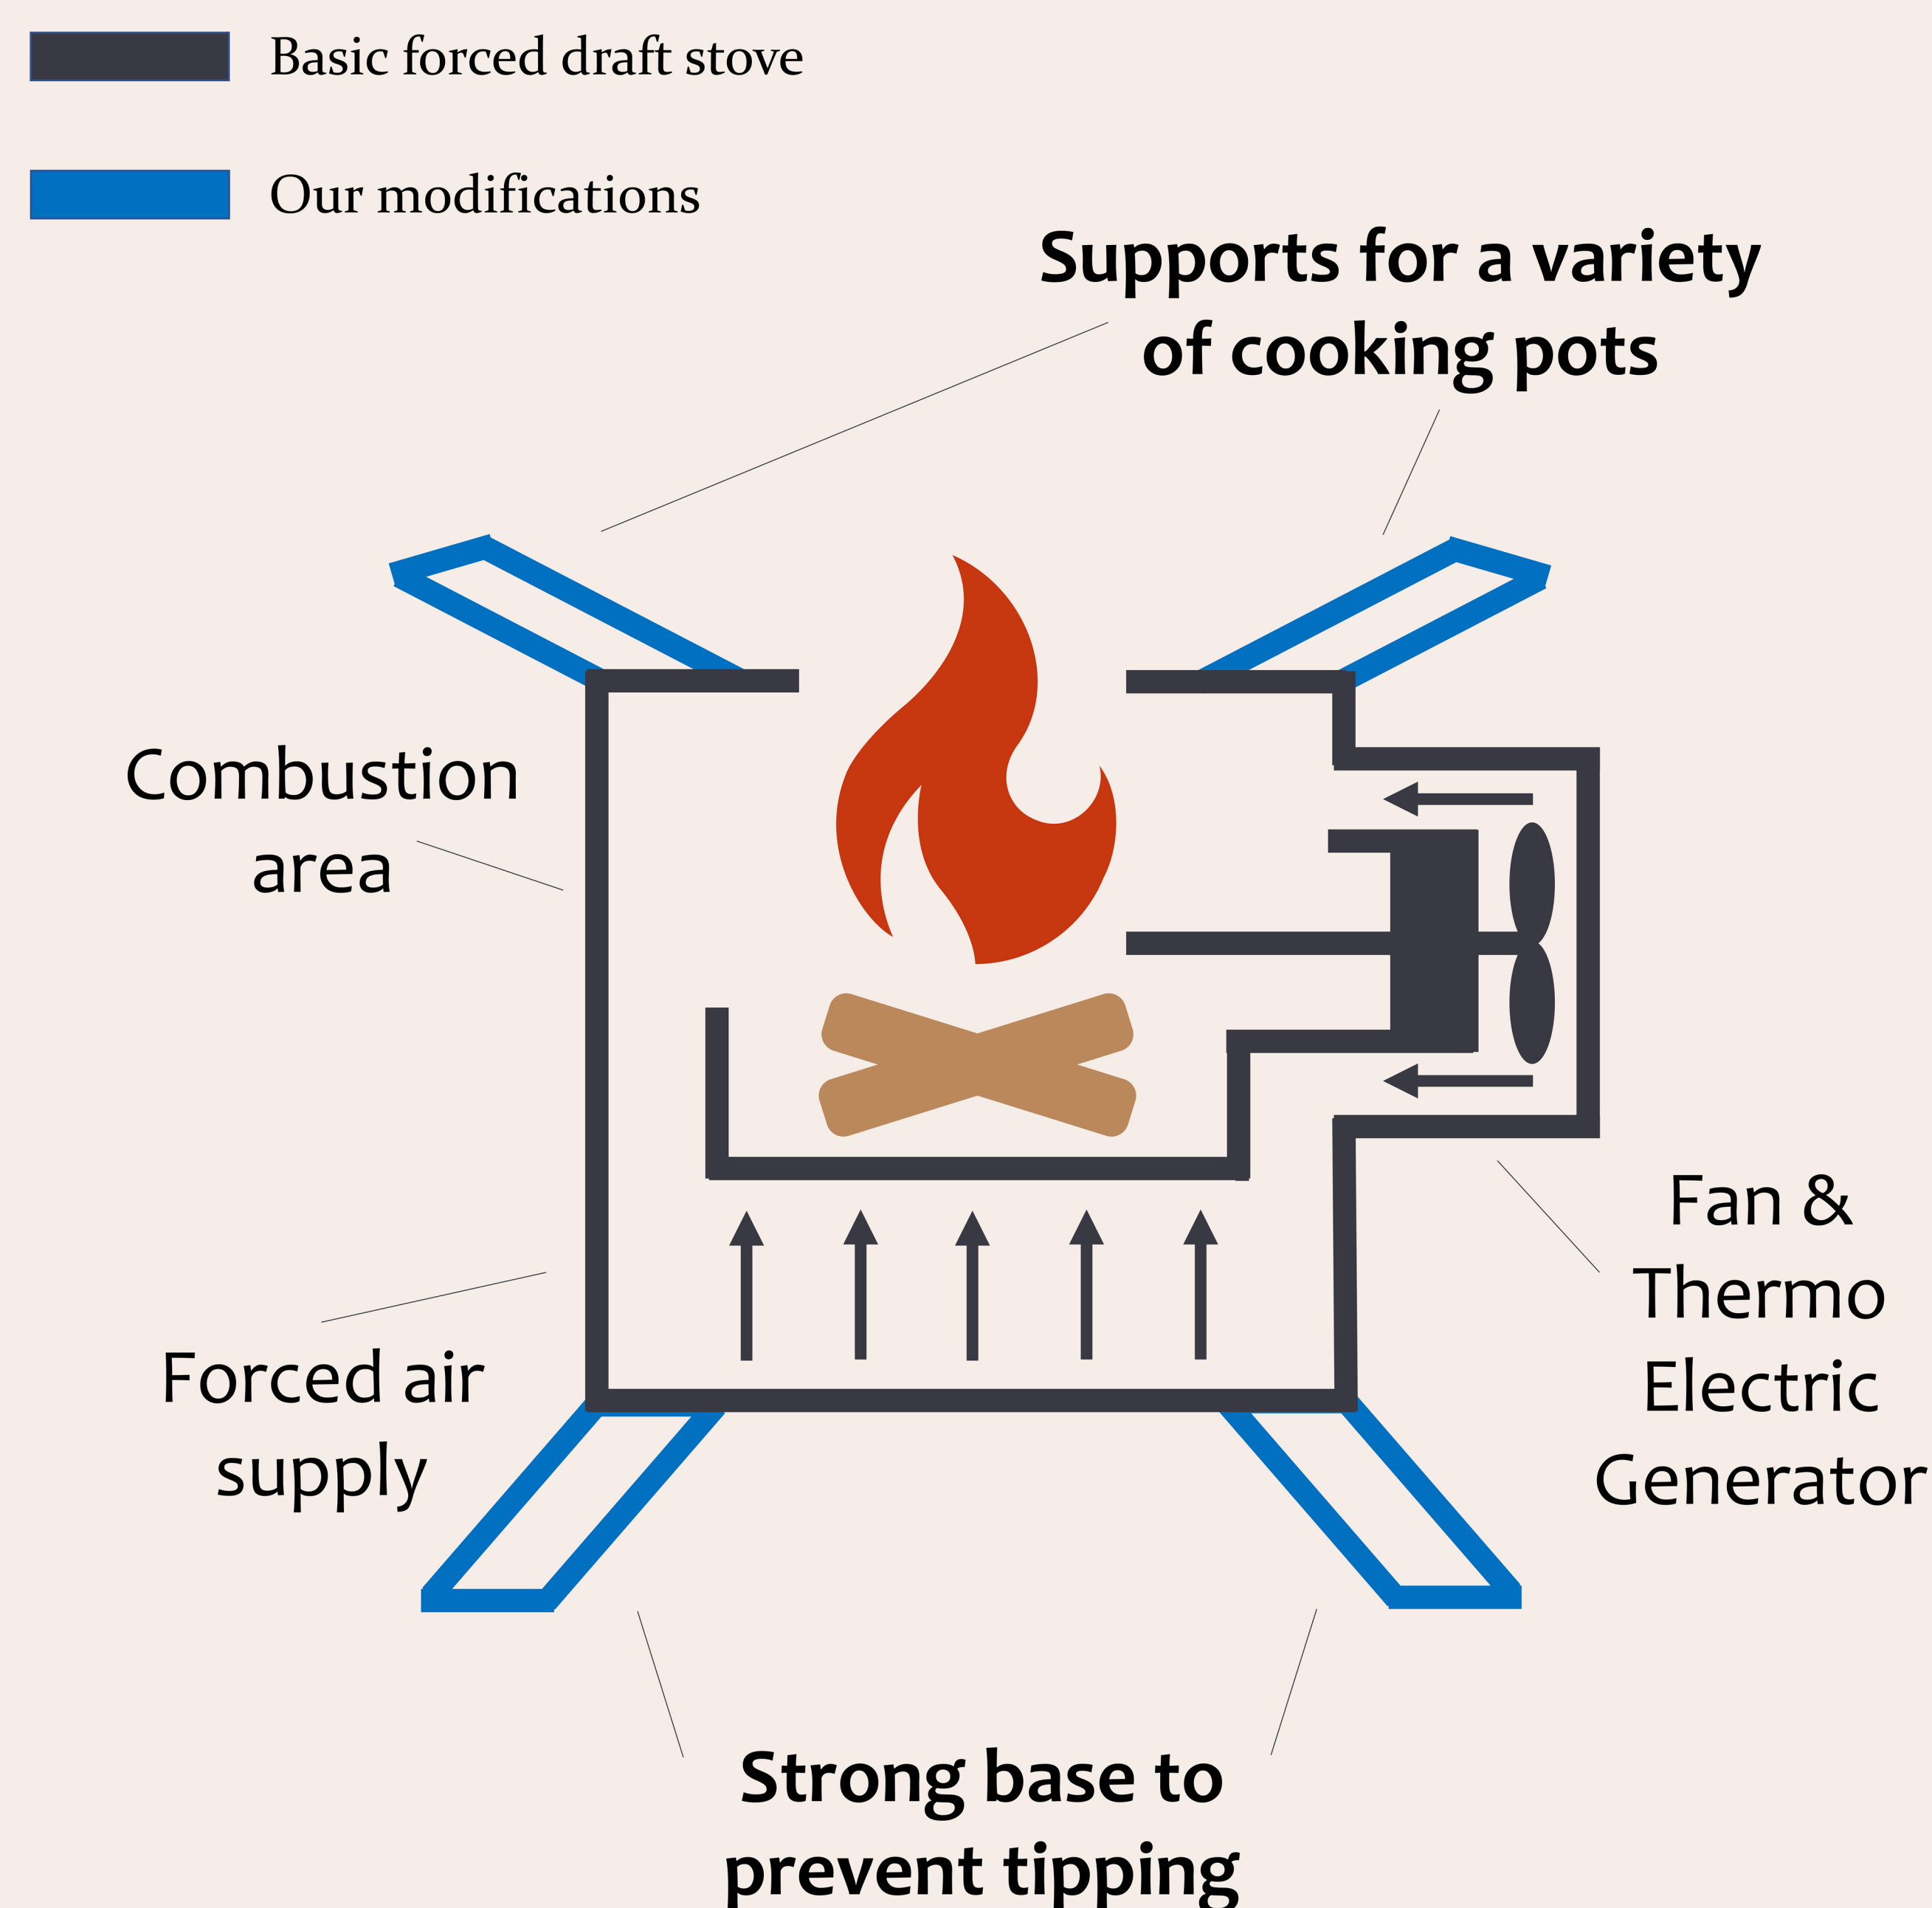 Basic forced draft stove
Our modifications
Supports for a variety
of cooking pots
Combustion
area
Fan &
Thermo
Electric
Generator
Forced air
supply
Strong base to
prevent tipping